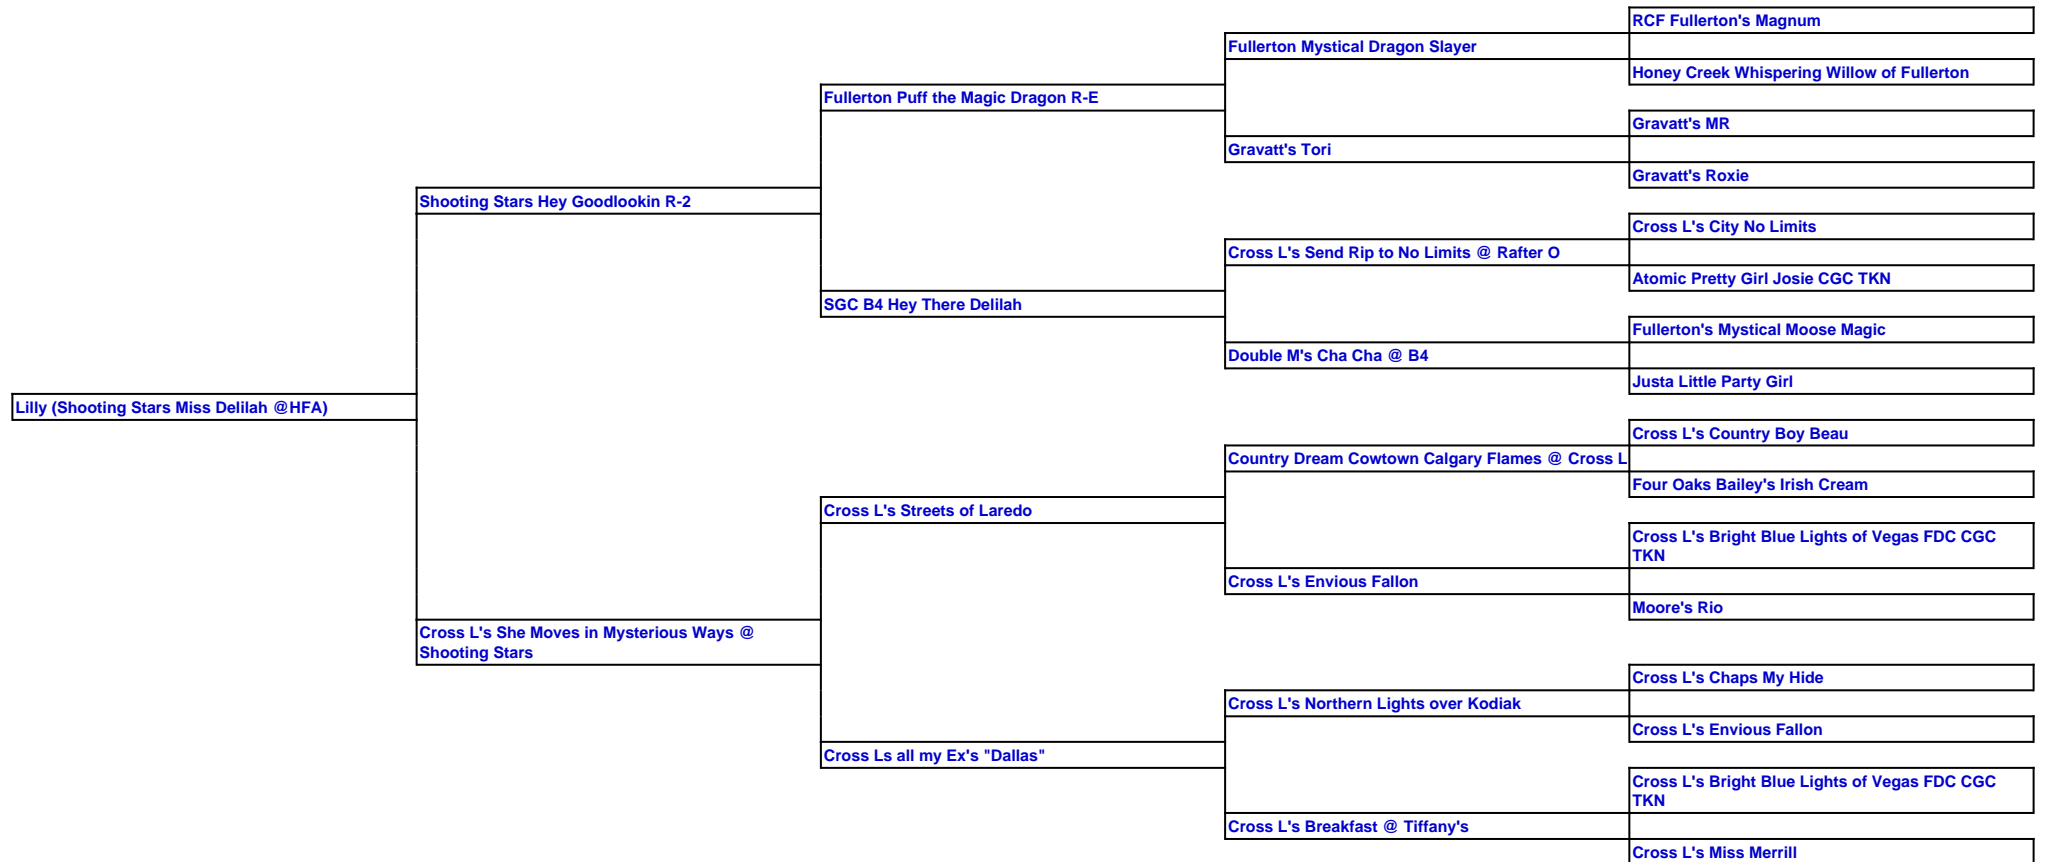 RCF Fullerton's Magnum
Fullerton Mystical Dragon Slayer
Honey Creek Whispering Willow of Fullerton
Fullerton Puff the Magic Dragon R-E
Gravatt's MR
Gravatt's Tori
Gravatt's Roxie
Shooting Stars Hey Goodlookin R-2
Cross L's City No Limits
Cross L's Send Rip to No Limits @ Rafter O
Atomic Pretty Girl Josie CGC TKN
SGC B4 Hey There Delilah
Fullerton's Mystical Moose Magic
Double M's Cha Cha @ B4
Justa Little Party Girl
Lilly (Shooting Stars Miss Delilah @HFA)
Cross L's Country Boy Beau
Country Dream Cowtown Calgary Flames @ Cross L
Four Oaks Bailey's Irish Cream
Cross L's Streets of Laredo
Cross L's Bright Blue Lights of Vegas FDC CGC
TKN
Cross L's Envious Fallon
Moore's Rio
Cross L's She Moves in Mysterious Ways @
Shooting Stars
Cross L's Chaps My Hide
Cross L's Northern Lights over Kodiak
Cross L's Envious Fallon
Cross Ls all my Ex's "Dallas"
Cross L's Bright Blue Lights of Vegas FDC CGC
TKN
Cross L's Breakfast @ Tiffany's
Cross L's Miss Merrill